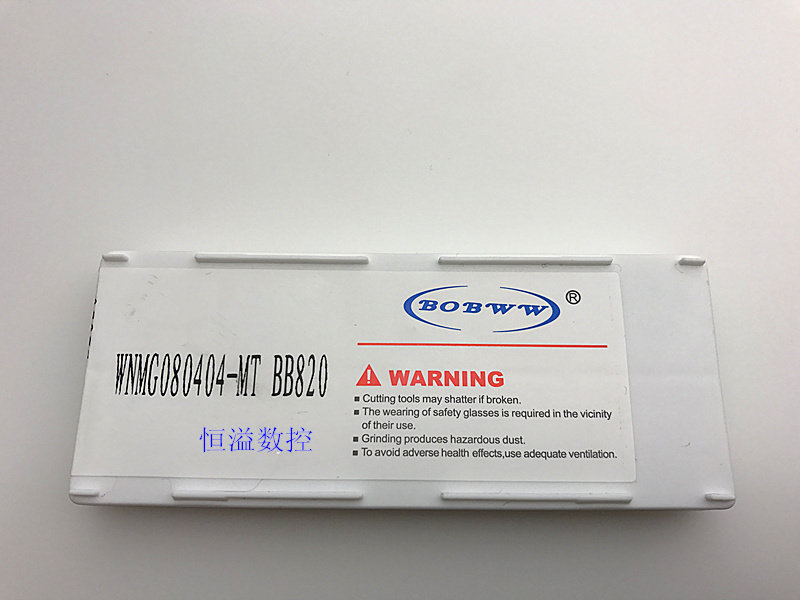 BOBWW ®
WNMG080404-MT BB820
恒溢数控
WARNING
■ Cutting tools may shatter if broken.
■ The wearing of safety glasses is required in the vicinity
of their use.
■ Grinding produces hazardous dust.
■ To avoid adverse health effects,use adequate ventilation.